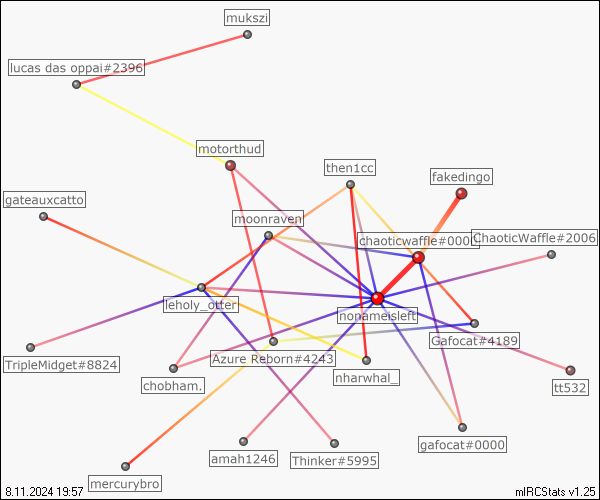 mukszi
lucas das oppai#2396
motorthud
then1cc
fakedingo
gateauxcatto
moonraven
chaoticwaffle#0000
ChaoticWaffle#2006
leholy_otter
nonameisleft
Gafocat#4189
TripleMidget#8824
Azure Reborn#4243
chobham.
nharwhal_
tt532
gafocat#0000
amah1246
Thinker#5995
mercurybro
8.11.2024 19:57
mIRCStats v1.25